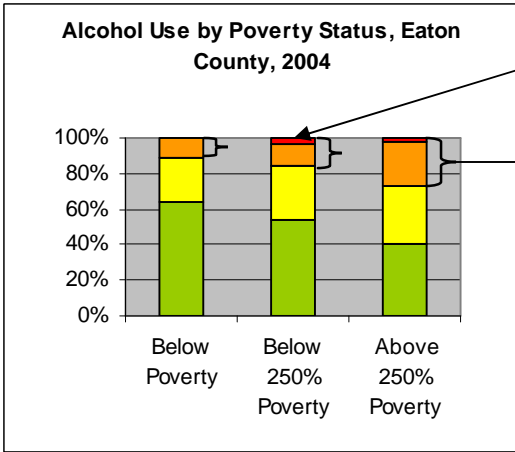 Alcohol Use by Poverty Status, Eaton
County, 2004
100%
80%
60%
40%
20%
0%
Below
Poverty
Below
250%
Poverty
Above
250%
Poverty